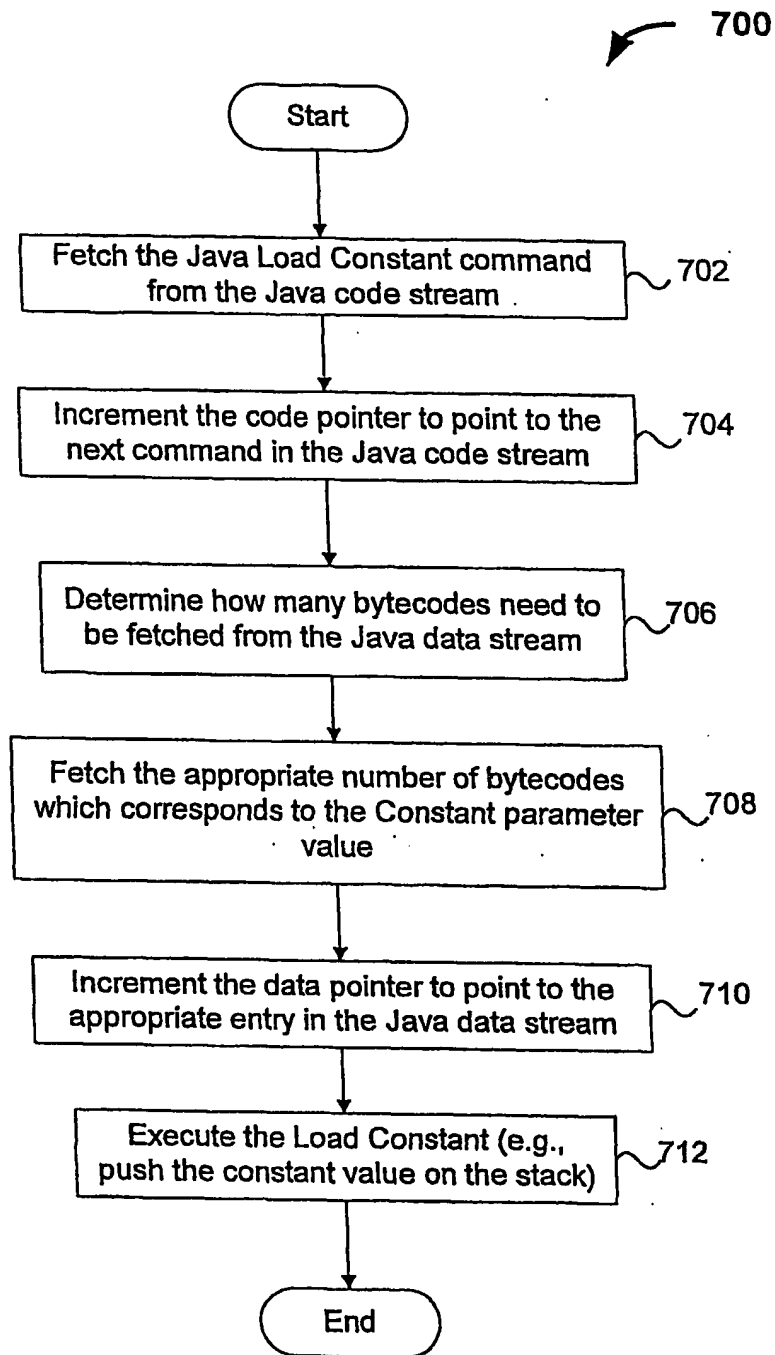 700
Start
Fetch the Java Load Constant command
from the Java code stream
702
Increment the code pointer to point to the
next command in the Java code stream
704
Determine how many bytecodes need to
be fetched from the Java data stream
706
Fetch the appropriate number of bytecodes
which corresponds to the Constant parameter
value
708
Increment the data pointer to point to the
appropriate entry in the Java data stream
710
Execute the Load Constant (e.g.,
push the constant value on the stack)
712
End